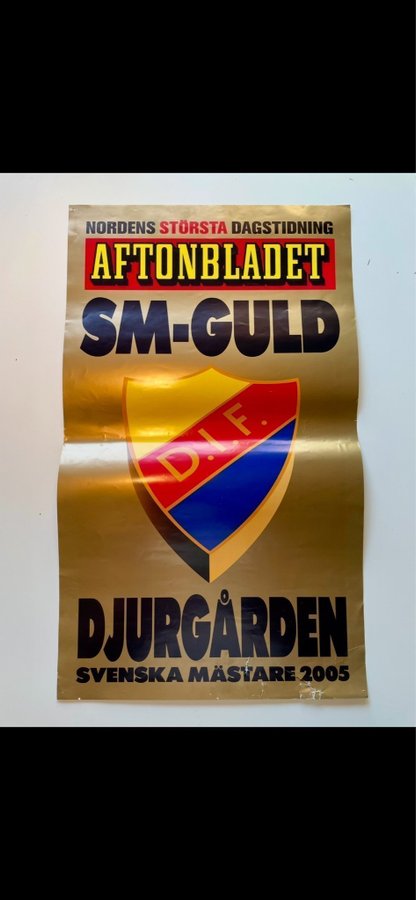 NORDENS STÖRSTA DAGSTIDNING
AFTONBLADET
SM-GULD
D.I.F.
DJURGÅRDEN
SVENSKA MÄSTARE 2005